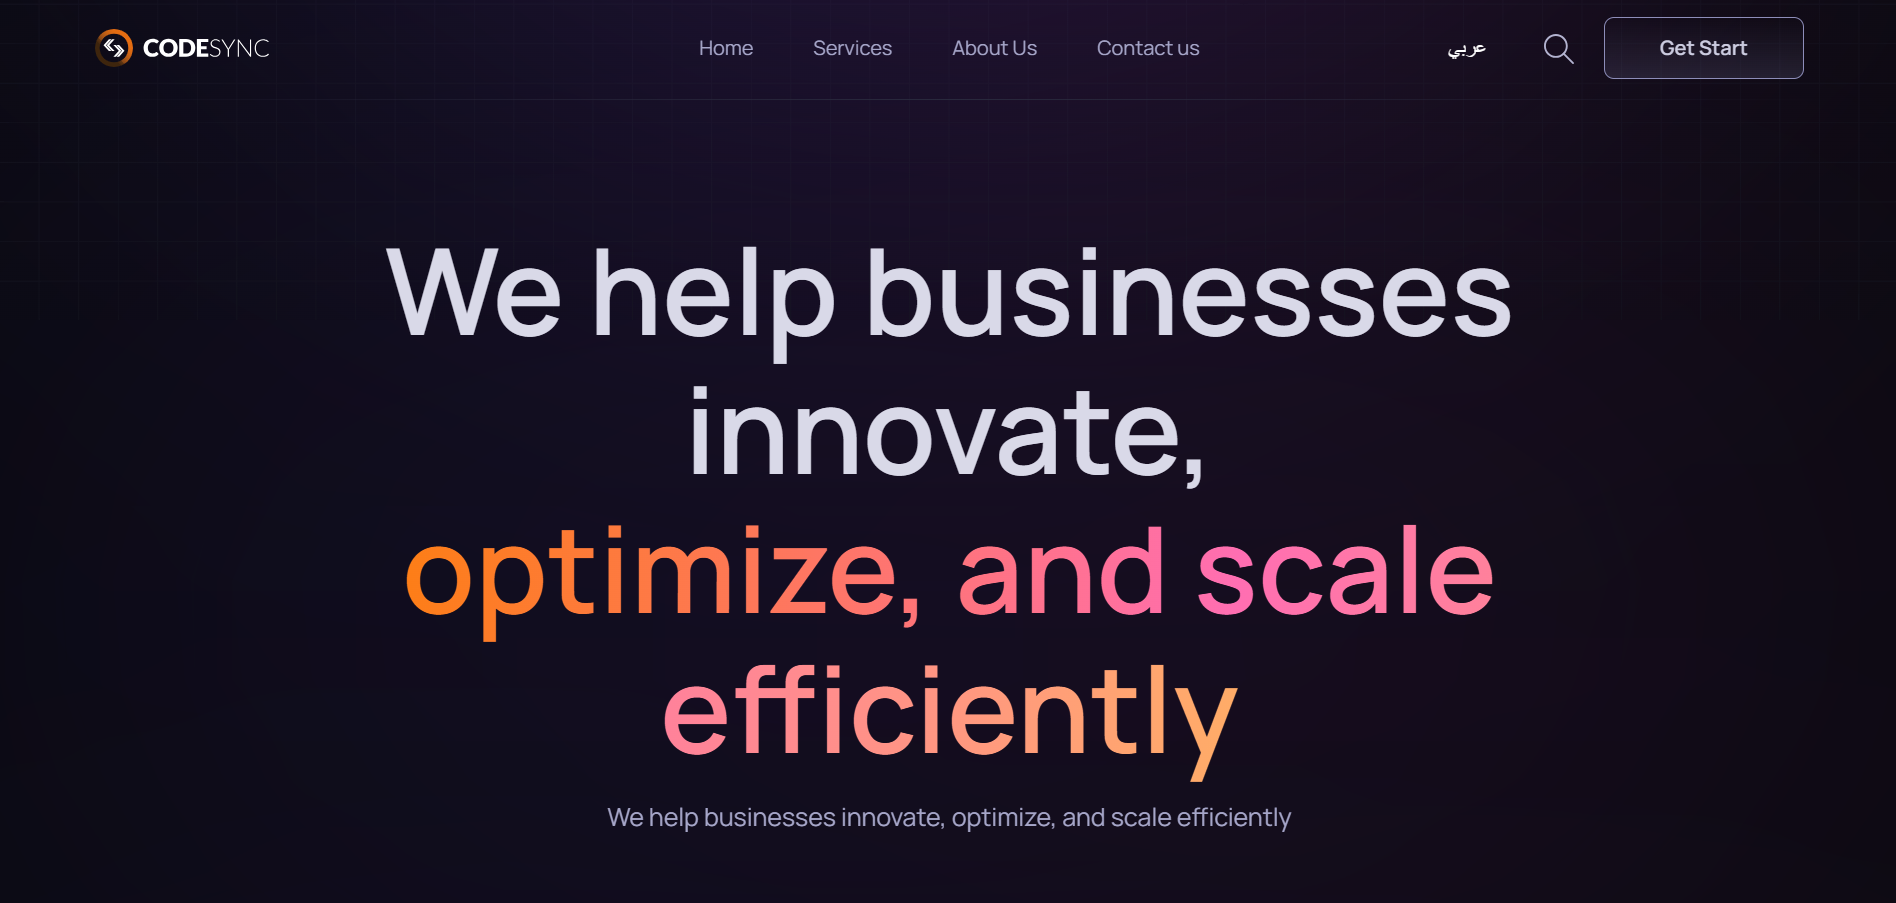 CODESYNC
Home
Services
About Us
Contact us
عربي
Get Start
We help businesses
innovate,
optimize, and scale
efficiently
We help businesses innovate, optimize, and scale efficiently